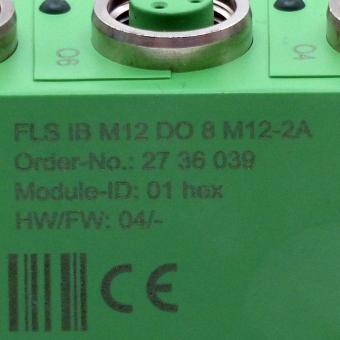 O6 O4
FLS IB M12 DO 8 M12-2A
Order-No.: 27 36 039
Module-ID: 01 hex
HW/FW: 04/-
CE